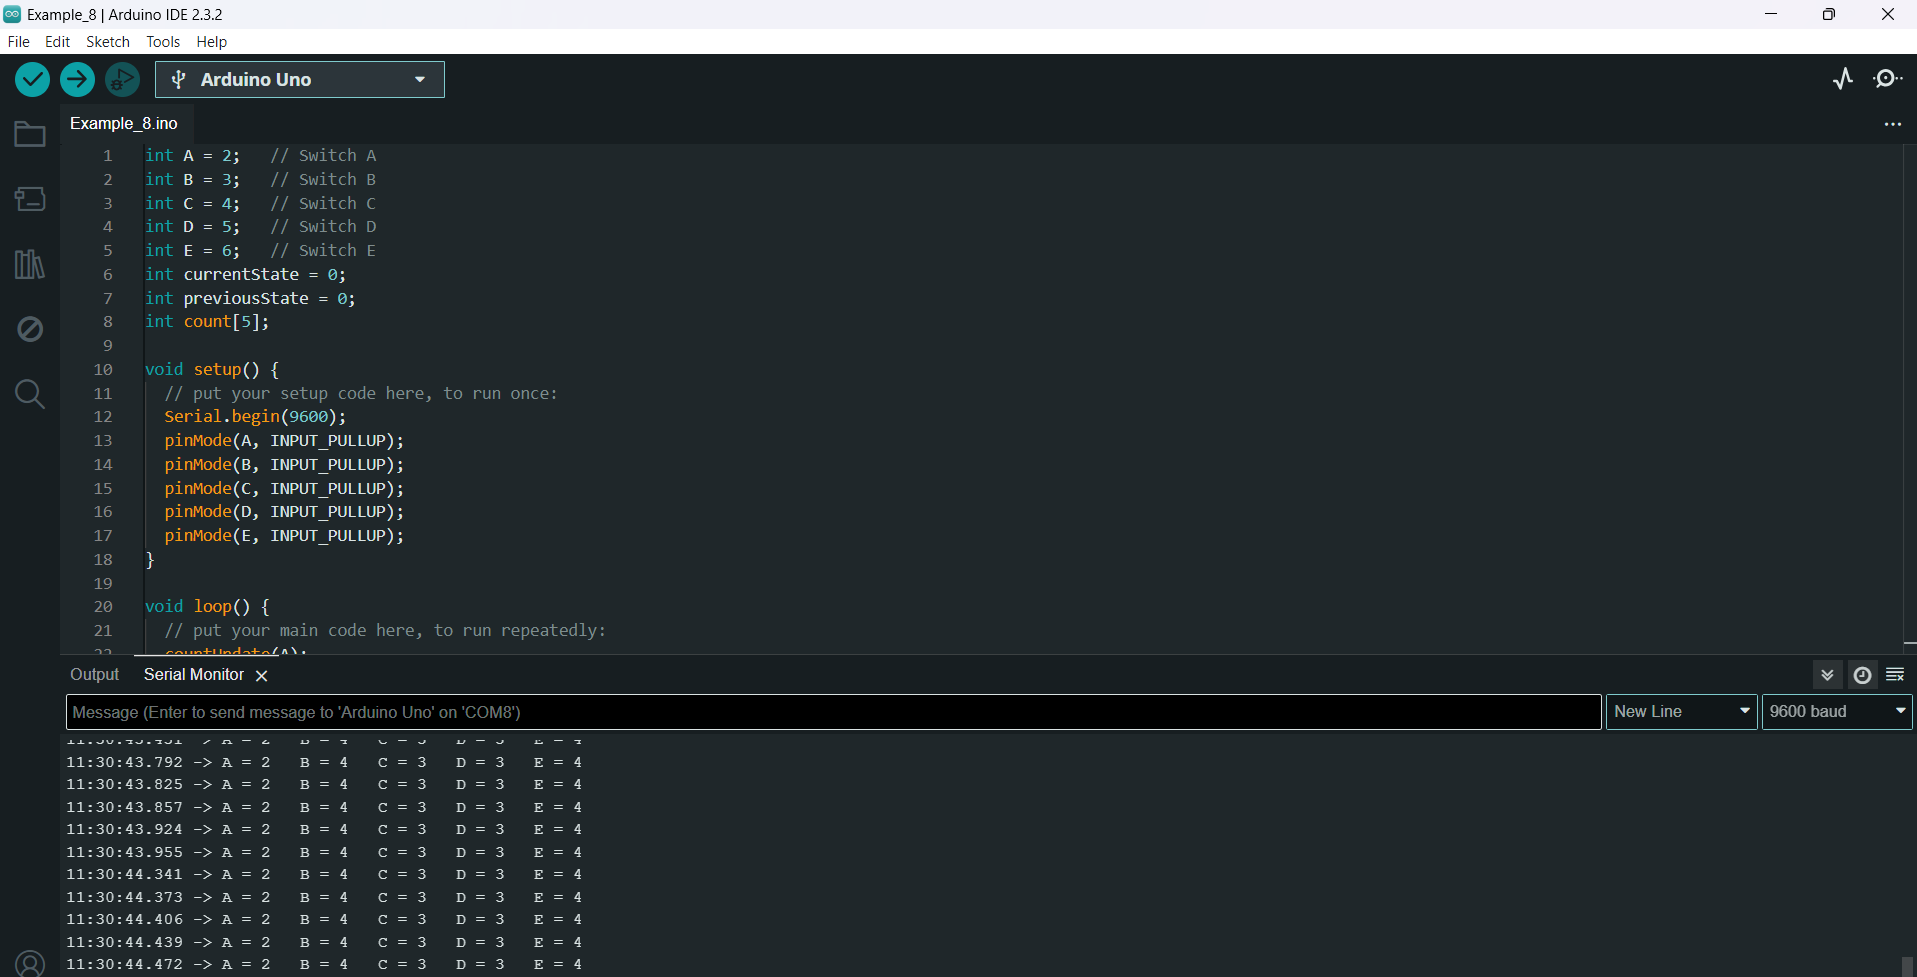 Example_8 | Arduino IDE 2.3.2
File Edit Sketch Tools Help
Arduino Uno
Example_8.ino
1 int A = 2; // Switch A
2 int B = 3; // Switch B
3 int C = 4; // Switch C
4 int D = 5; // Switch D
5 int E = 6; // Switch E
6 int currentState = 0;
7 int previousState = 0;
8 int count[5];
9
10 void setup() {
11 // put your setup code here, to run once:
12 Serial.begin(9600);
13 pinMode(A, INPUT_PULLUP);
14 pinMode(B, INPUT_PULLUP);
15 pinMode(C, INPUT_PULLUP);
16 pinMode(D, INPUT_PULLUP);
17 pinMode(E, INPUT_PULLUP);
18 }
19
20 void loop() {
21 // put your main code here, to run repeatedly:
22 countUpdate(A);
Output Serial Monitor
Message (Enter to send message to 'Arduino Uno' on 'COM8') New Line 9600 baud
-> A = 2 B = 4 C = 3 D = 3 E = 4
11:30:43.792 -> A = 2 B = 4 C = 3 D = 3 E = 4
11:30:43.825 -> A = 2 B = 4 C = 3 D = 3 E = 4
11:30:43.857 -> A = 2 B = 4 C = 3 D = 3 E = 4
11:30:43.924 -> A = 2 B = 4 C = 3 D = 3 E = 4
11:30:43.955 -> A = 2 B = 4 C = 3 D = 3 E = 4
11:30:44.341 -> A = 2 B = 4 C = 3 D = 3 E = 4
11:30:44.373 -> A = 2 B = 4 C = 3 D = 3 E = 4
11:30:44.406 -> A = 2 B = 4 C = 3 D = 3 E = 4
11:30:44.439 -> A = 2 B = 4 C = 3 D = 3 E = 4
11:30:44.472 -> A = 2 B = 4 C = 3 D = 3 E = 4